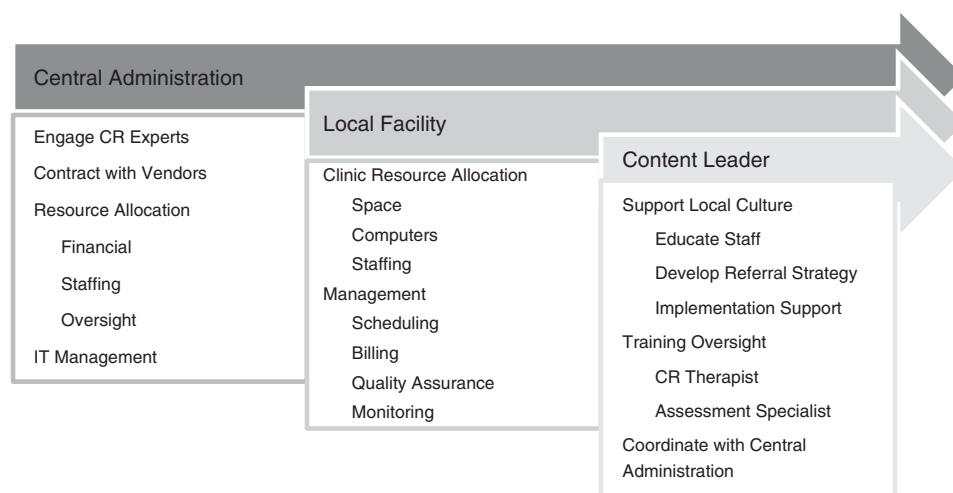 Central Administration
Engage CR Experts
Contract with Vendors
Resource Allocation
Financial
Staffing
Oversight
IT Management
Local Facility
Clinic Resource Allocation
Space
Computers
Staffing
Management
Scheduling
Billing
Quality Assurance
Monitoring
Content Leader
Support Local Culture
Educate Staff
Develop Referral Strategy
Implementation Support
Training Oversight
CR Therapist
Assessment Specialist
Coordinate with Central
Administration